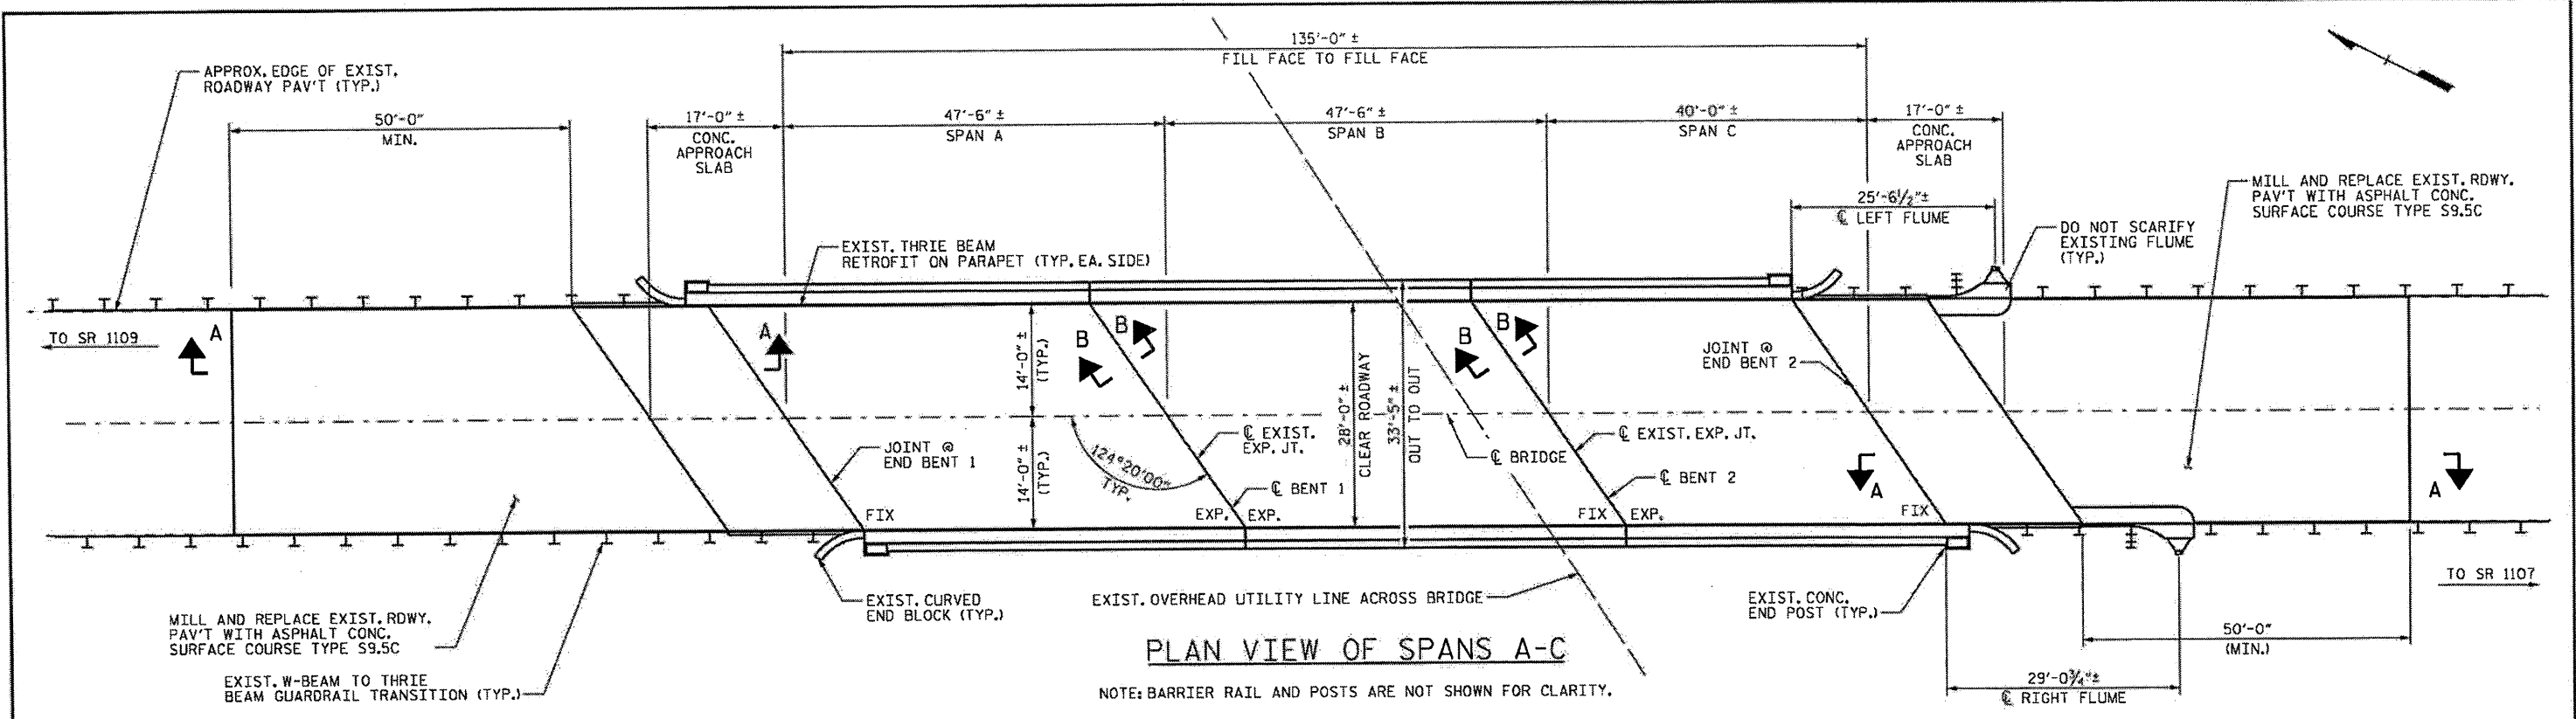 135'-0" ±
FILL FACE TO FILL FACE
APPROX. EDGE OF EXIST.
ROADWAY PAV'T (TYP.)
50'-0"
MIN.
17'-0" ±
CONC.
APPROACH
SLAB
47'-6" ±
SPAN A
47'-6" ±
SPAN B
40'-0" ±
SPAN C
17'-0" ±
CONC.
APPROACH
SLAB
25'-6½"±
℄ LEFT FLUME
MILL AND REPLACE EXIST. RDWY.
PAV'T WITH ASPHALT CONC.
SURFACE COURSE TYPE S9.5C
DO NOT SCARIFY
EXISTING FLUME
(TYP.)
EXIST. THRIE BEAM
RETROFIT ON PARAPET (TYP. EA. SIDE)
TO SR 1109
A
A
B
B
B
B
14'-0" ±
(TYP.)
14'-0" ±
(TYP.)
28'-0" ±
CLEAR ROADWAY
33'-5" ±
OUT TO OUT
JOINT @
END BENT 2
JOINT @
END BENT 1
124°20'00"
TYP.
℄ EXIST.
EXP. JT.
℄ BENT 1
℄ BRIDGE
℄ EXIST. EXP. JT.
℄ BENT 2
A
A
FIX
EXP.
EXP.
FIX
EXP.
FIX
TO SR 1107
MILL AND REPLACE EXIST. RDWY.
PAV'T WITH ASPHALT CONC.
SURFACE COURSE TYPE S9.5C
EXIST. W-BEAM TO THRIE
BEAM GUARDRAIL TRANSITION (TYP.)
EXIST. CURVED
END BLOCK (TYP.)
EXIST. OVERHEAD UTILITY LINE ACROSS BRIDGE
EXIST. CONC.
END POST (TYP.)
50'-0"
(MIN.)
29'-0¾"±
℄ RIGHT FLUME
PLAN VIEW OF SPANS A-C
NOTE: BARRIER RAIL AND POSTS ARE NOT SHOWN FOR CLARITY.